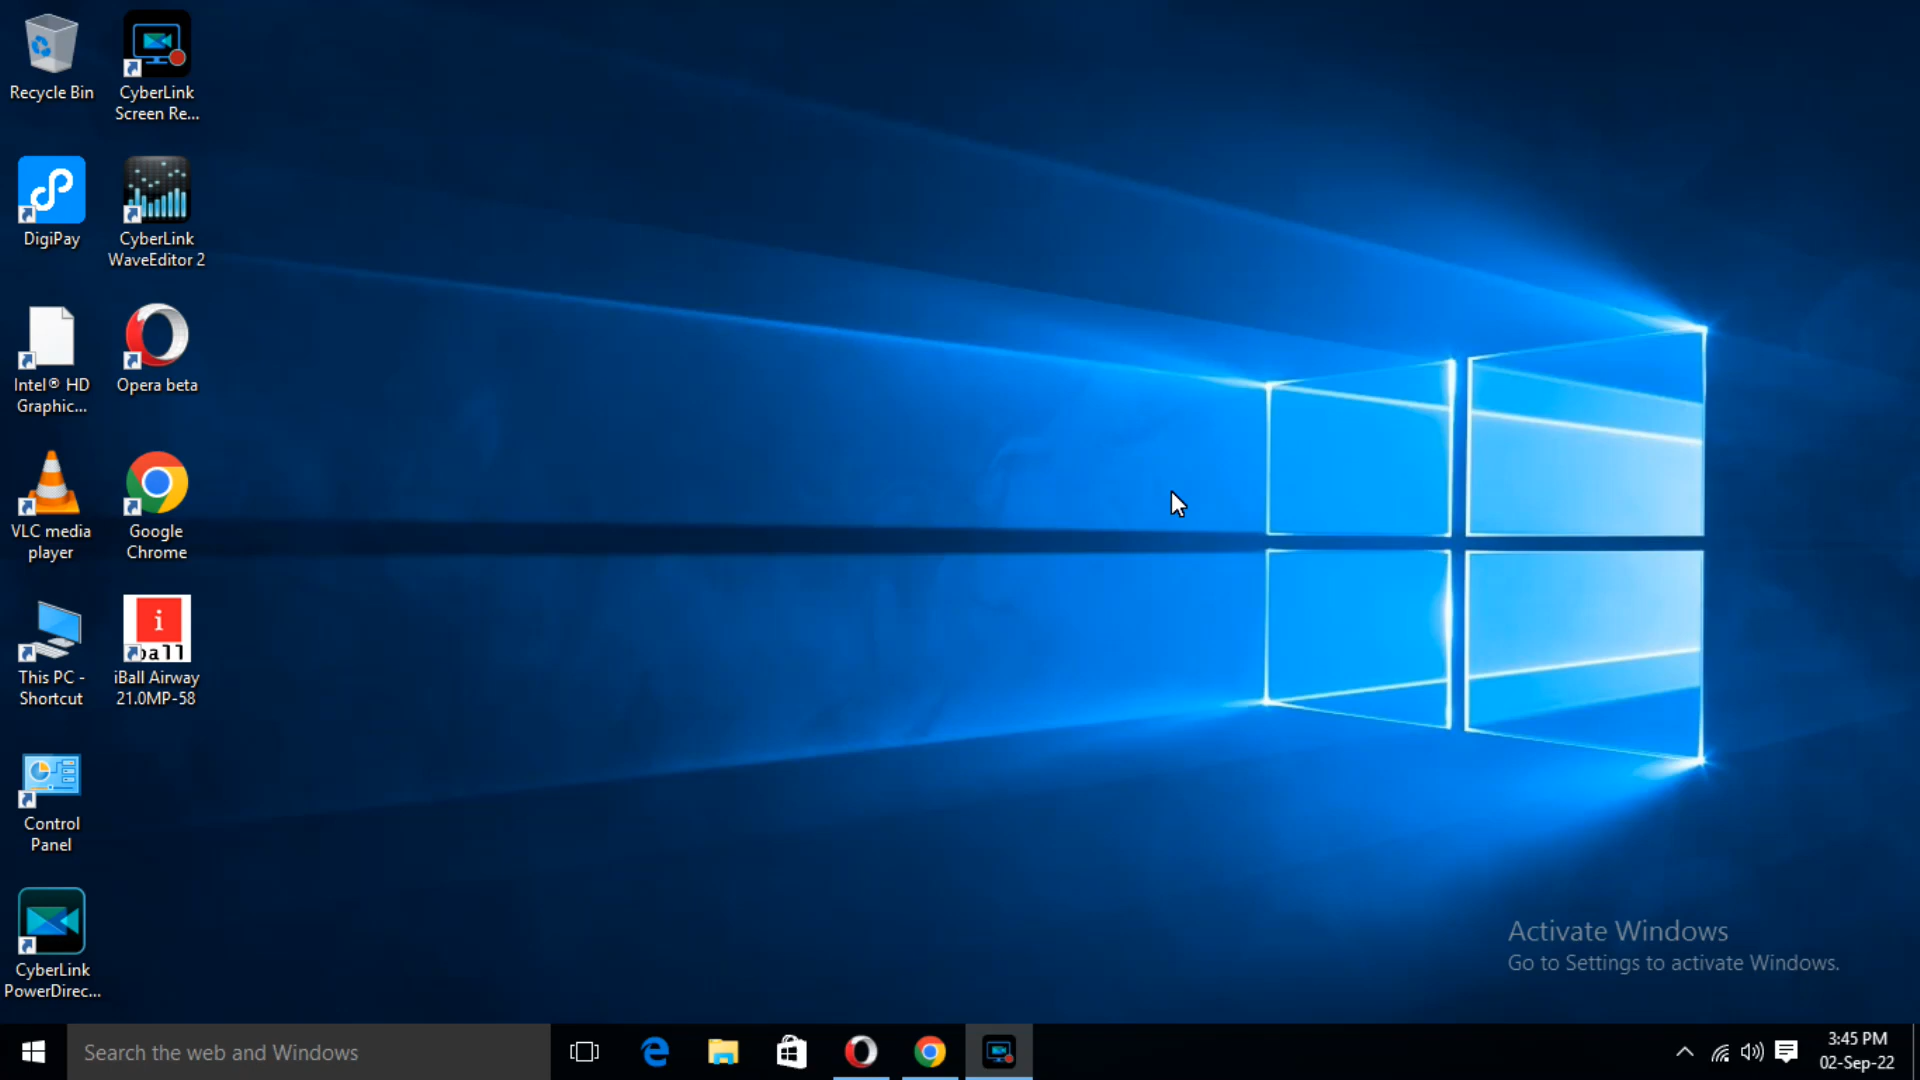 Recycle Bin
CyberLink
Screen Re...
DigiPay
CyberLink
WaveEditor 2
Intel® HD
Graphic...
Opera beta
VLC media
player
Google
Chrome
This PC -
Shortcut
i
ball
iBall Airway
21.0MP-58
Control
Panel
CyberLink
PowerDirec...
Activate Windows
Go to Settings to activate Windows.
Search the web and Windows
3:45 PM
02-Sep-22